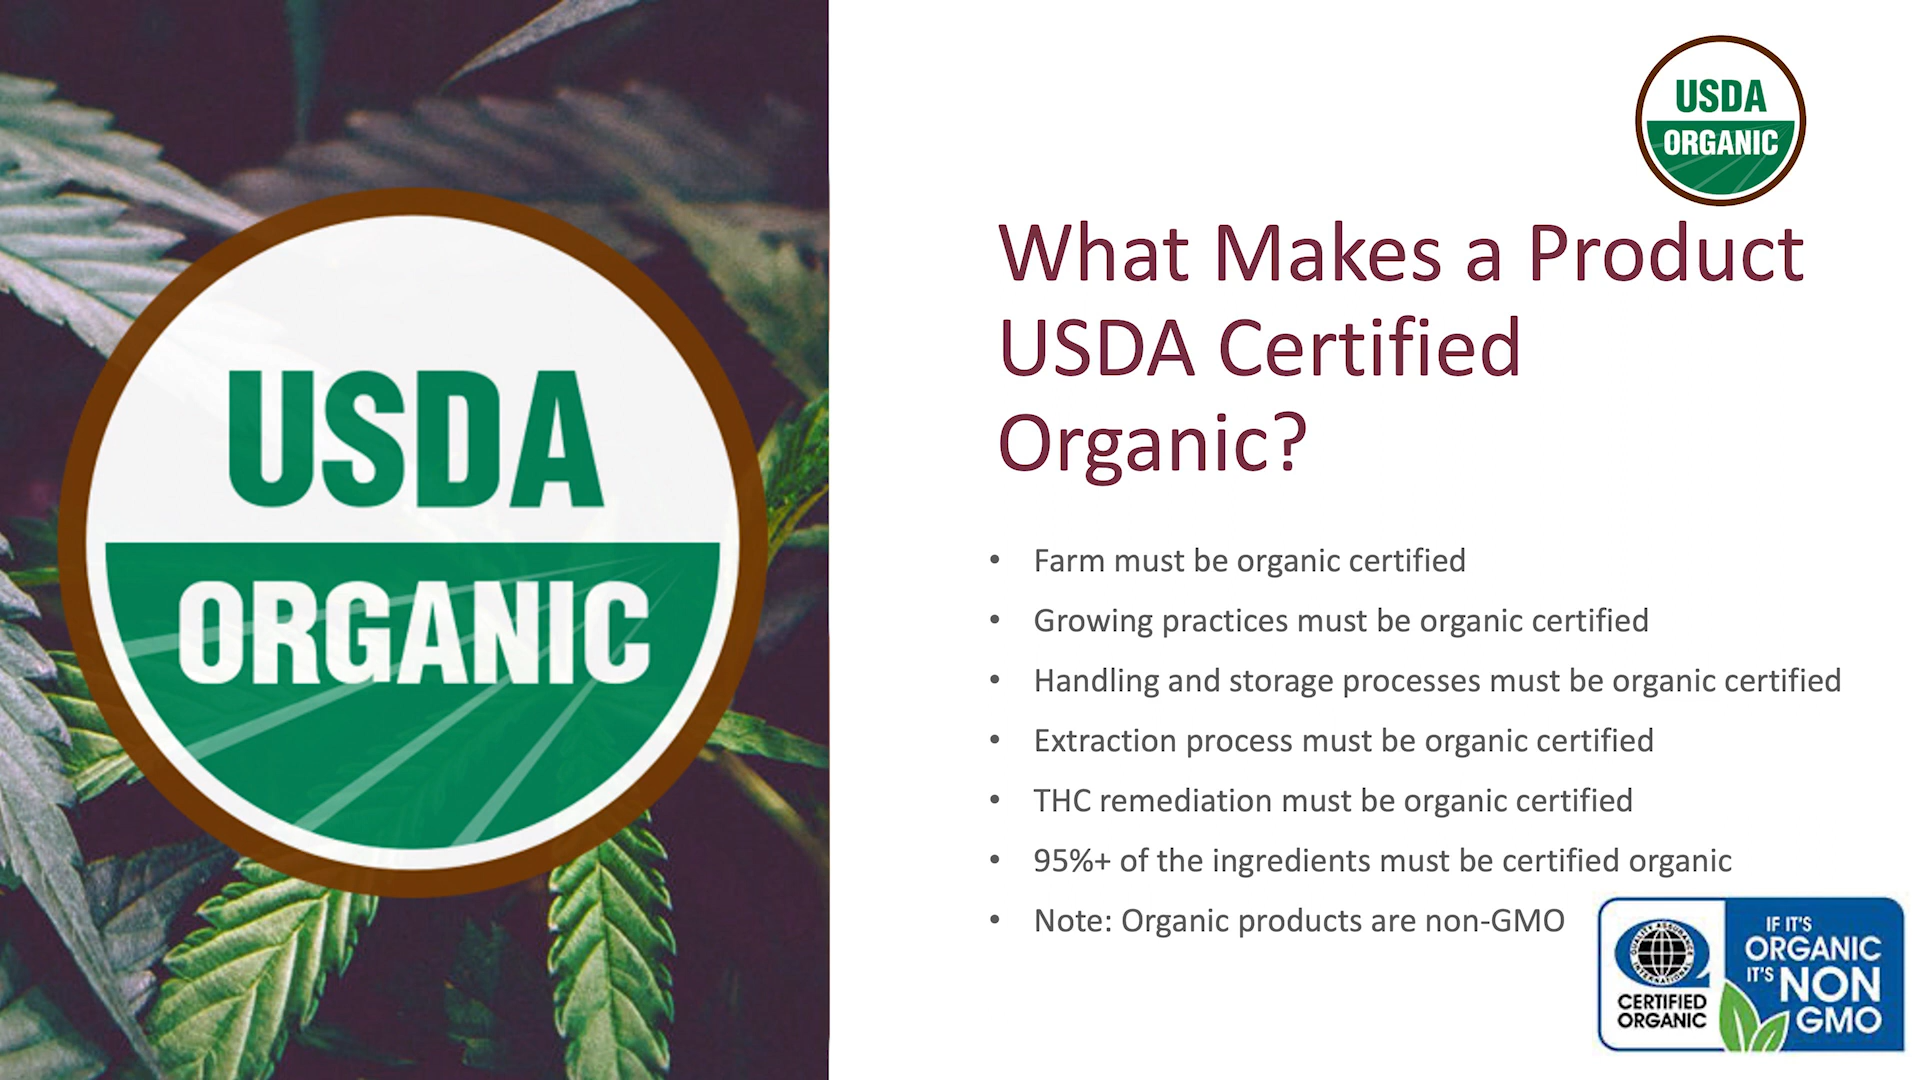 USDA
ORGANIC
USDA
ORGANIC
What Makes a Product
USDA Certified
Organic?
• Farm must be organic certified
• Growing practices must be organic certified
• Handling and storage processes must be organic certified
• Extraction process must be organic certified
• THC remediation must be organic certified
• 95%+ of the ingredients must be certified organic
• Note: Organic products are non-GMO
QUALITY ASSURANCE
INTERNATIONAL
CERTIFIED
ORGANIC
IF IT'S
ORGANIC
IT'S NON
GMO